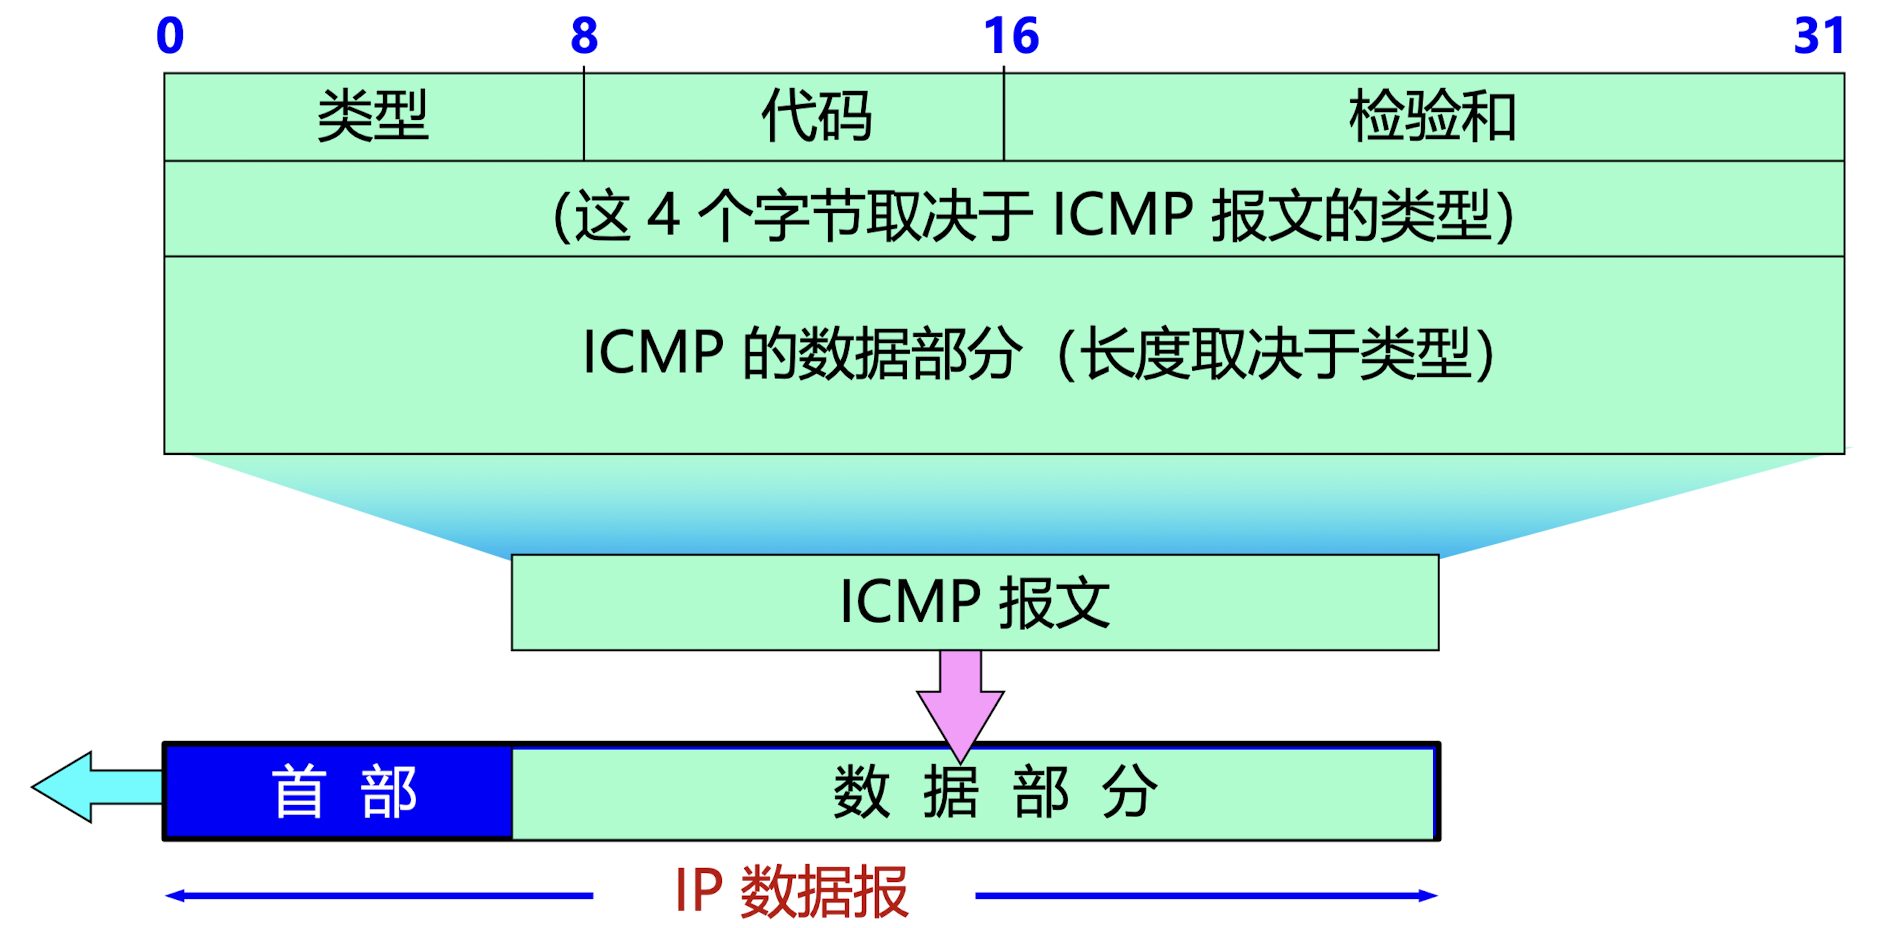 0 8 16 31
类型 代码 检验和
（这 4 个字节取决于 ICMP 报文的类型）
ICMP 的数据部分（长度取决于类型）
ICMP 报文
首 部 数 据 部 分
IP 数据报